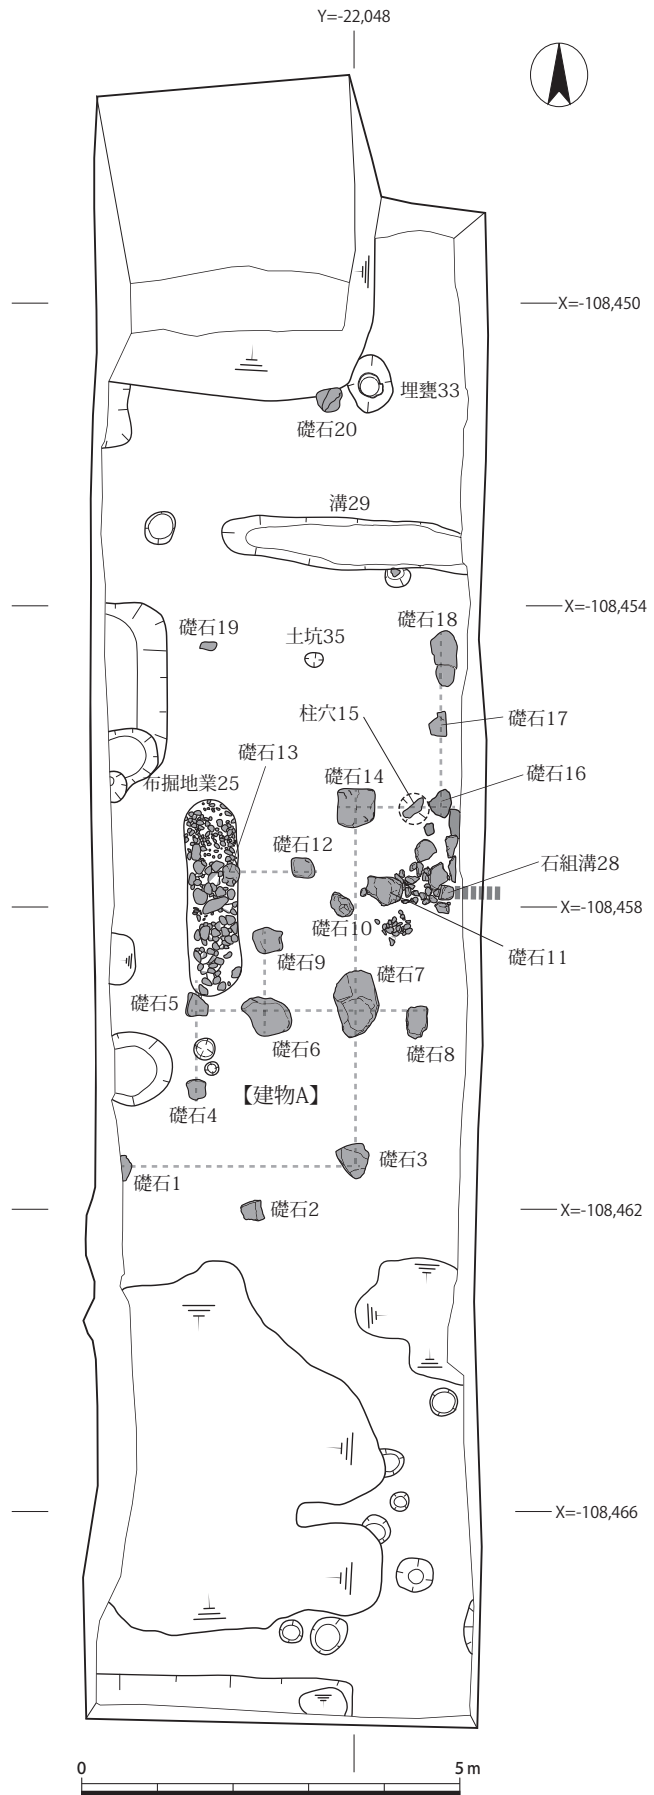 Y=-22,048
X=-108,450
埋甕33
礎石20
溝29
X=-108,454
礎石18
礎石19
土坑35
柱穴15
礎石17
礎石13
礎石14
礎石16
布掘地業25
礎石12
石組溝28
X=-108,458
礎石10
礎石11
礎石9
礎石7
礎石5
礎石6
礎石8
【建物A】
礎石4
礎石3
礎石1
礎石2
X=-108,462
X=-108,466
0
5 m